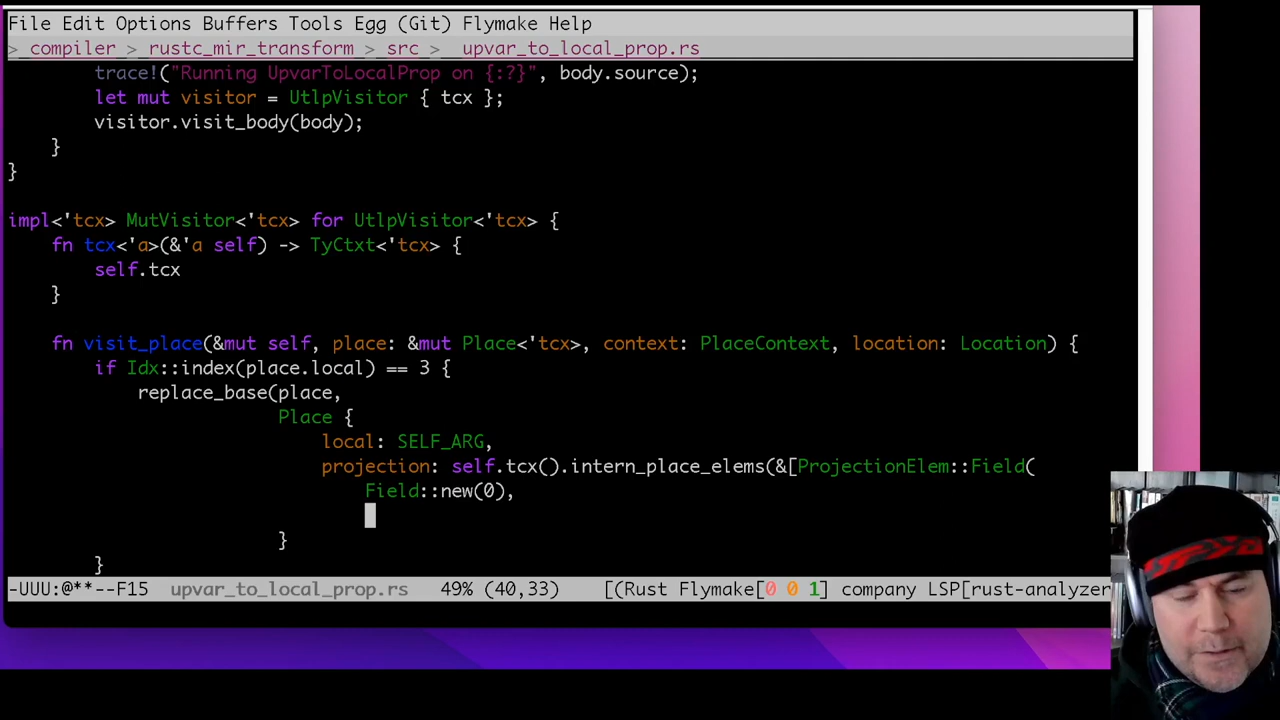 File Edit Options Buffers Tools Egg (Git) Flymake Help
> compiler > rustc_mir_transform > src > upvar_to_local_prop.rs
        trace!("Running UpvarToLocalProp on {:?}", body.source);
        let mut visitor = UtlpVisitor { tcx };
        visitor.visit_body(body);
    }
}
impl<'tcx> MutVisitor<'tcx> for UtlpVisitor<'tcx> {
    fn tcx<'a>(&'a self) -> TyCtxt<'tcx> {
        self.tcx
    }
    fn visit_place(&mut self, place: &mut Place<'tcx>, context: PlaceContext, location: Location) {
        if Idx::index(place.local) == 3 {
            replace_base(place,
                         Place {
                             local: SELF_ARG,
                             projection: self.tcx().intern_place_elems(&[ProjectionElem::Field(
                                 Field::new(0),
                         }
        }
-UUU:@**--F15  upvar_to_local_prop.rs   49% (40,33)    [(Rust Flymake[0 0 1] company LSP[rust-analyzer